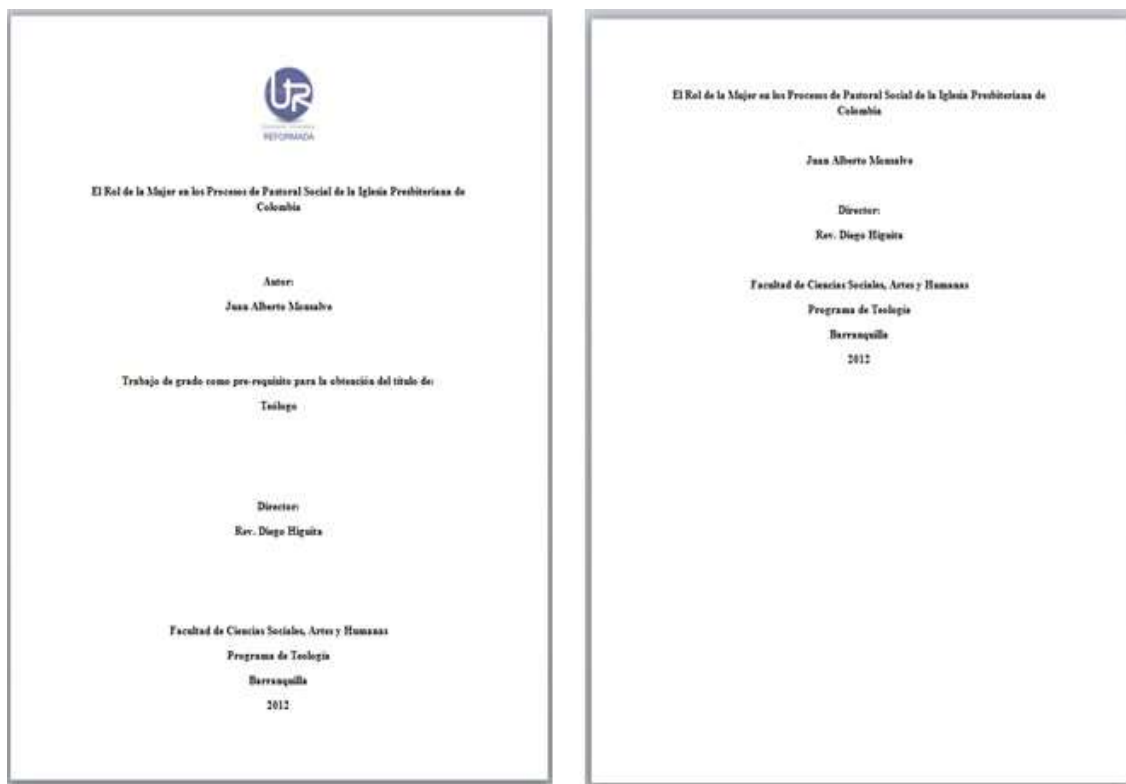 UR
REFORMADA
El Rol de la Mujer en los Procesos de Pastoral Social de la Iglesia Presbiteriana de
Colombia
Autor:
Juan Alberto Monsalvo
Trabajo de grado como pre-requisito para la obtención del título de:
Teólogo
Director:
Rev. Diego Higuita
Facultad de Ciencias Sociales, Artes y Humanas
Programa de Teología
Barranquilla
2012
El Rol de la Mujer en los Procesos de Pastoral Social de la Iglesia Presbiteriana de
Colombia
Juan Alberto Monsalvo
Director:
Rev. Diego Higuita
Facultad de Ciencias Sociales, Artes y Humanas
Programa de Teología
Barranquilla
2012